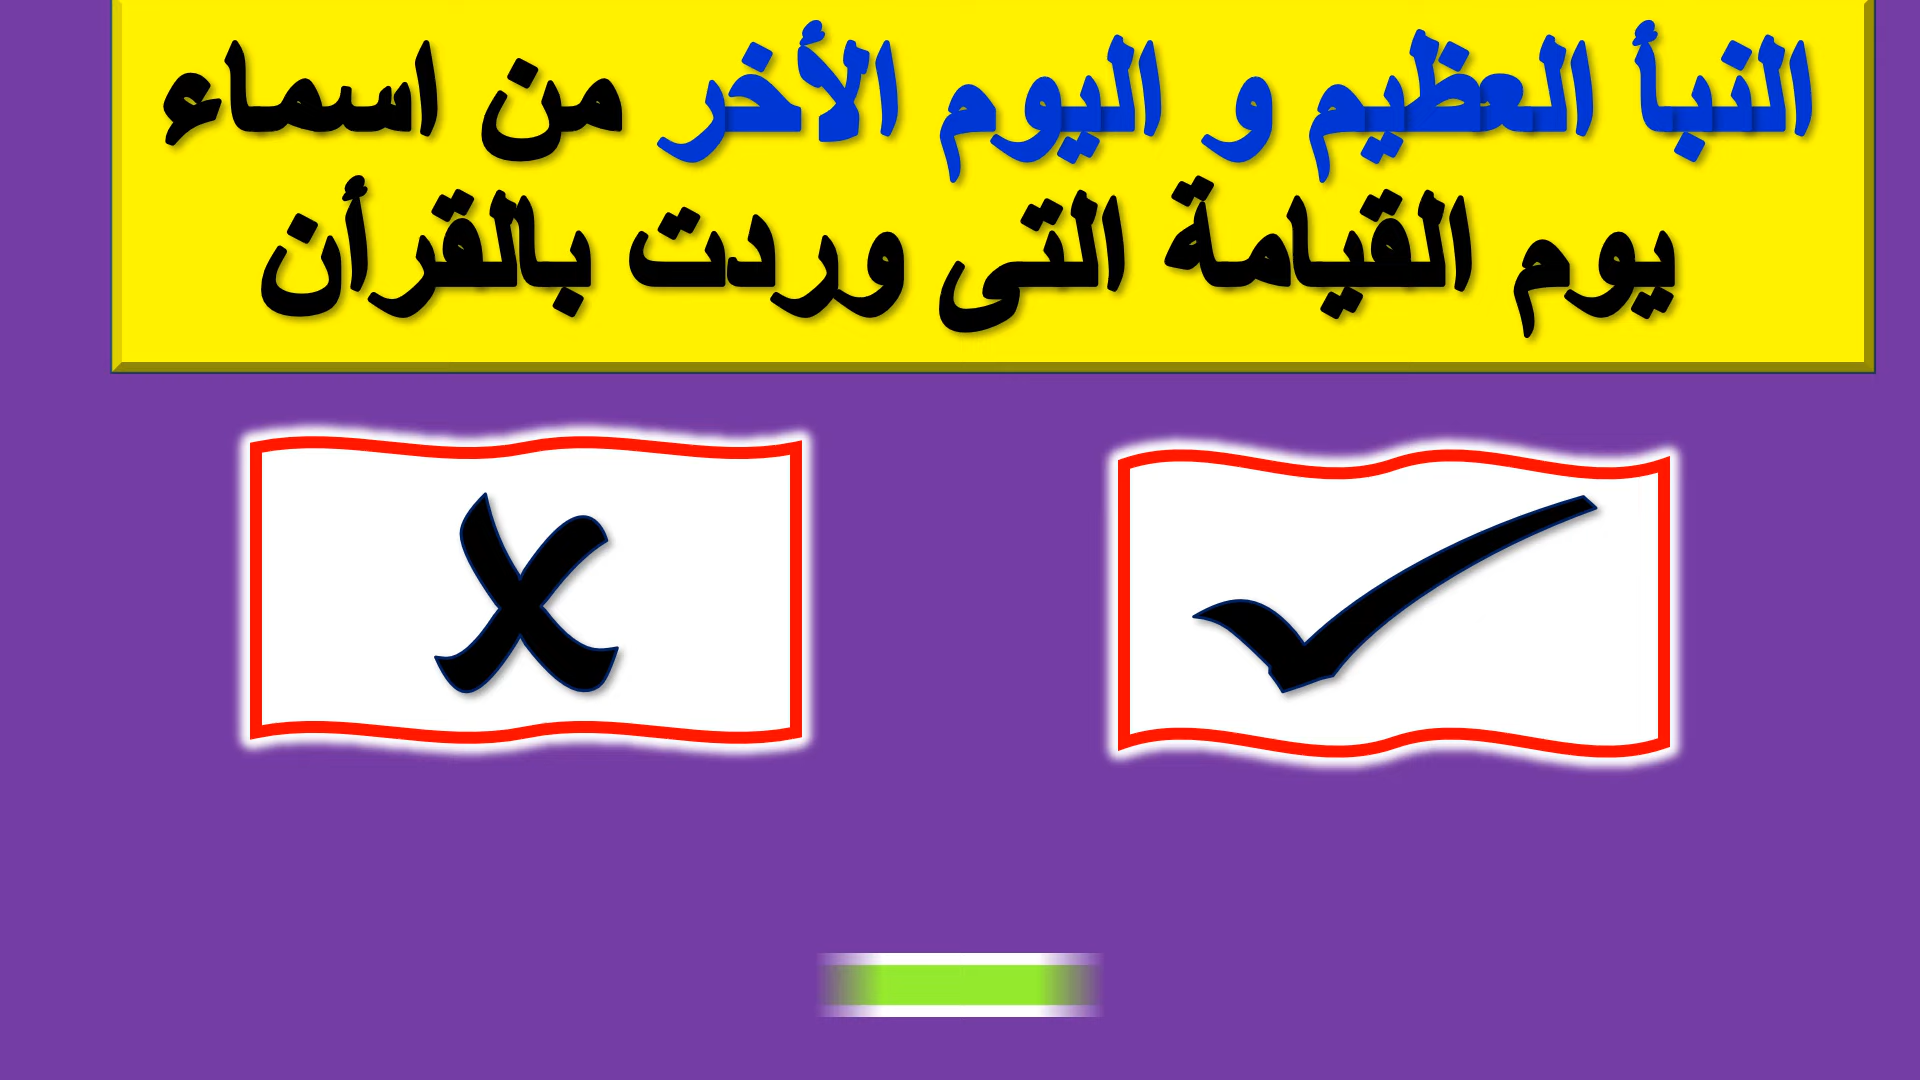 النبأ العظيم و اليوم الأخر من اسماء
يوم القيامة التى وردت بالقرأن